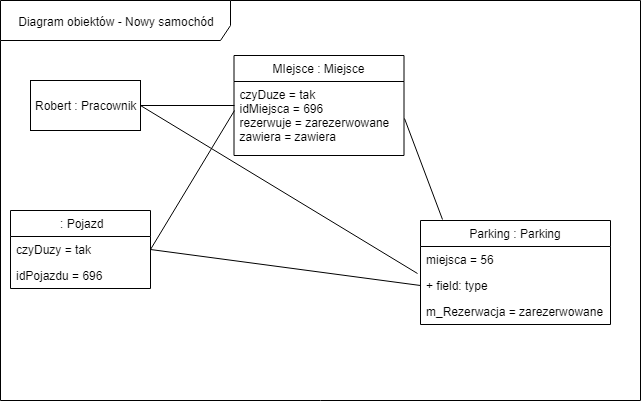 Diagram obiektów - Nowy samochód
MIejsce : Miejsce
czyDuze = tak
idMiejsca = 696
rezerwuje = zarezerwowane
zawiera = zawiera
Robert : Pracownik
: Pojazd
czyDuzy = tak
idPojazdu = 696
Parking : Parking
miejsca = 56
+ field: type
m_Rezerwacja = zarezerwowane